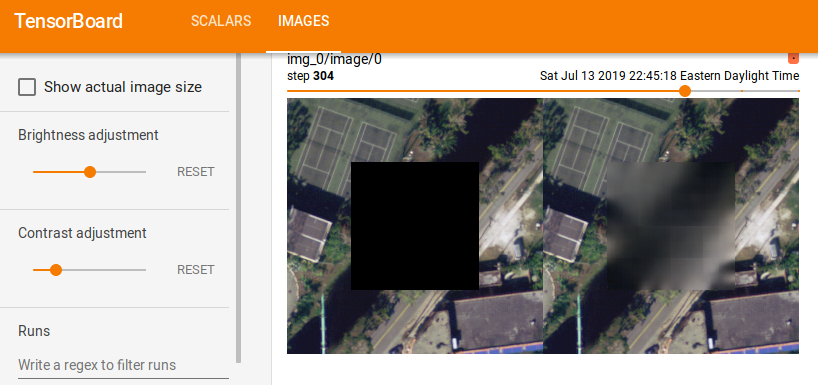 TensorBoard SCALARS IMAGES
Show actual image size
Brightness adjustment
RESET
Contrast adjustment
RESET
Runs
Write a regex to filter runs
img_0/image/0
step 304 Sat Jul 13 2019 22:45:18 Eastern Daylight Time